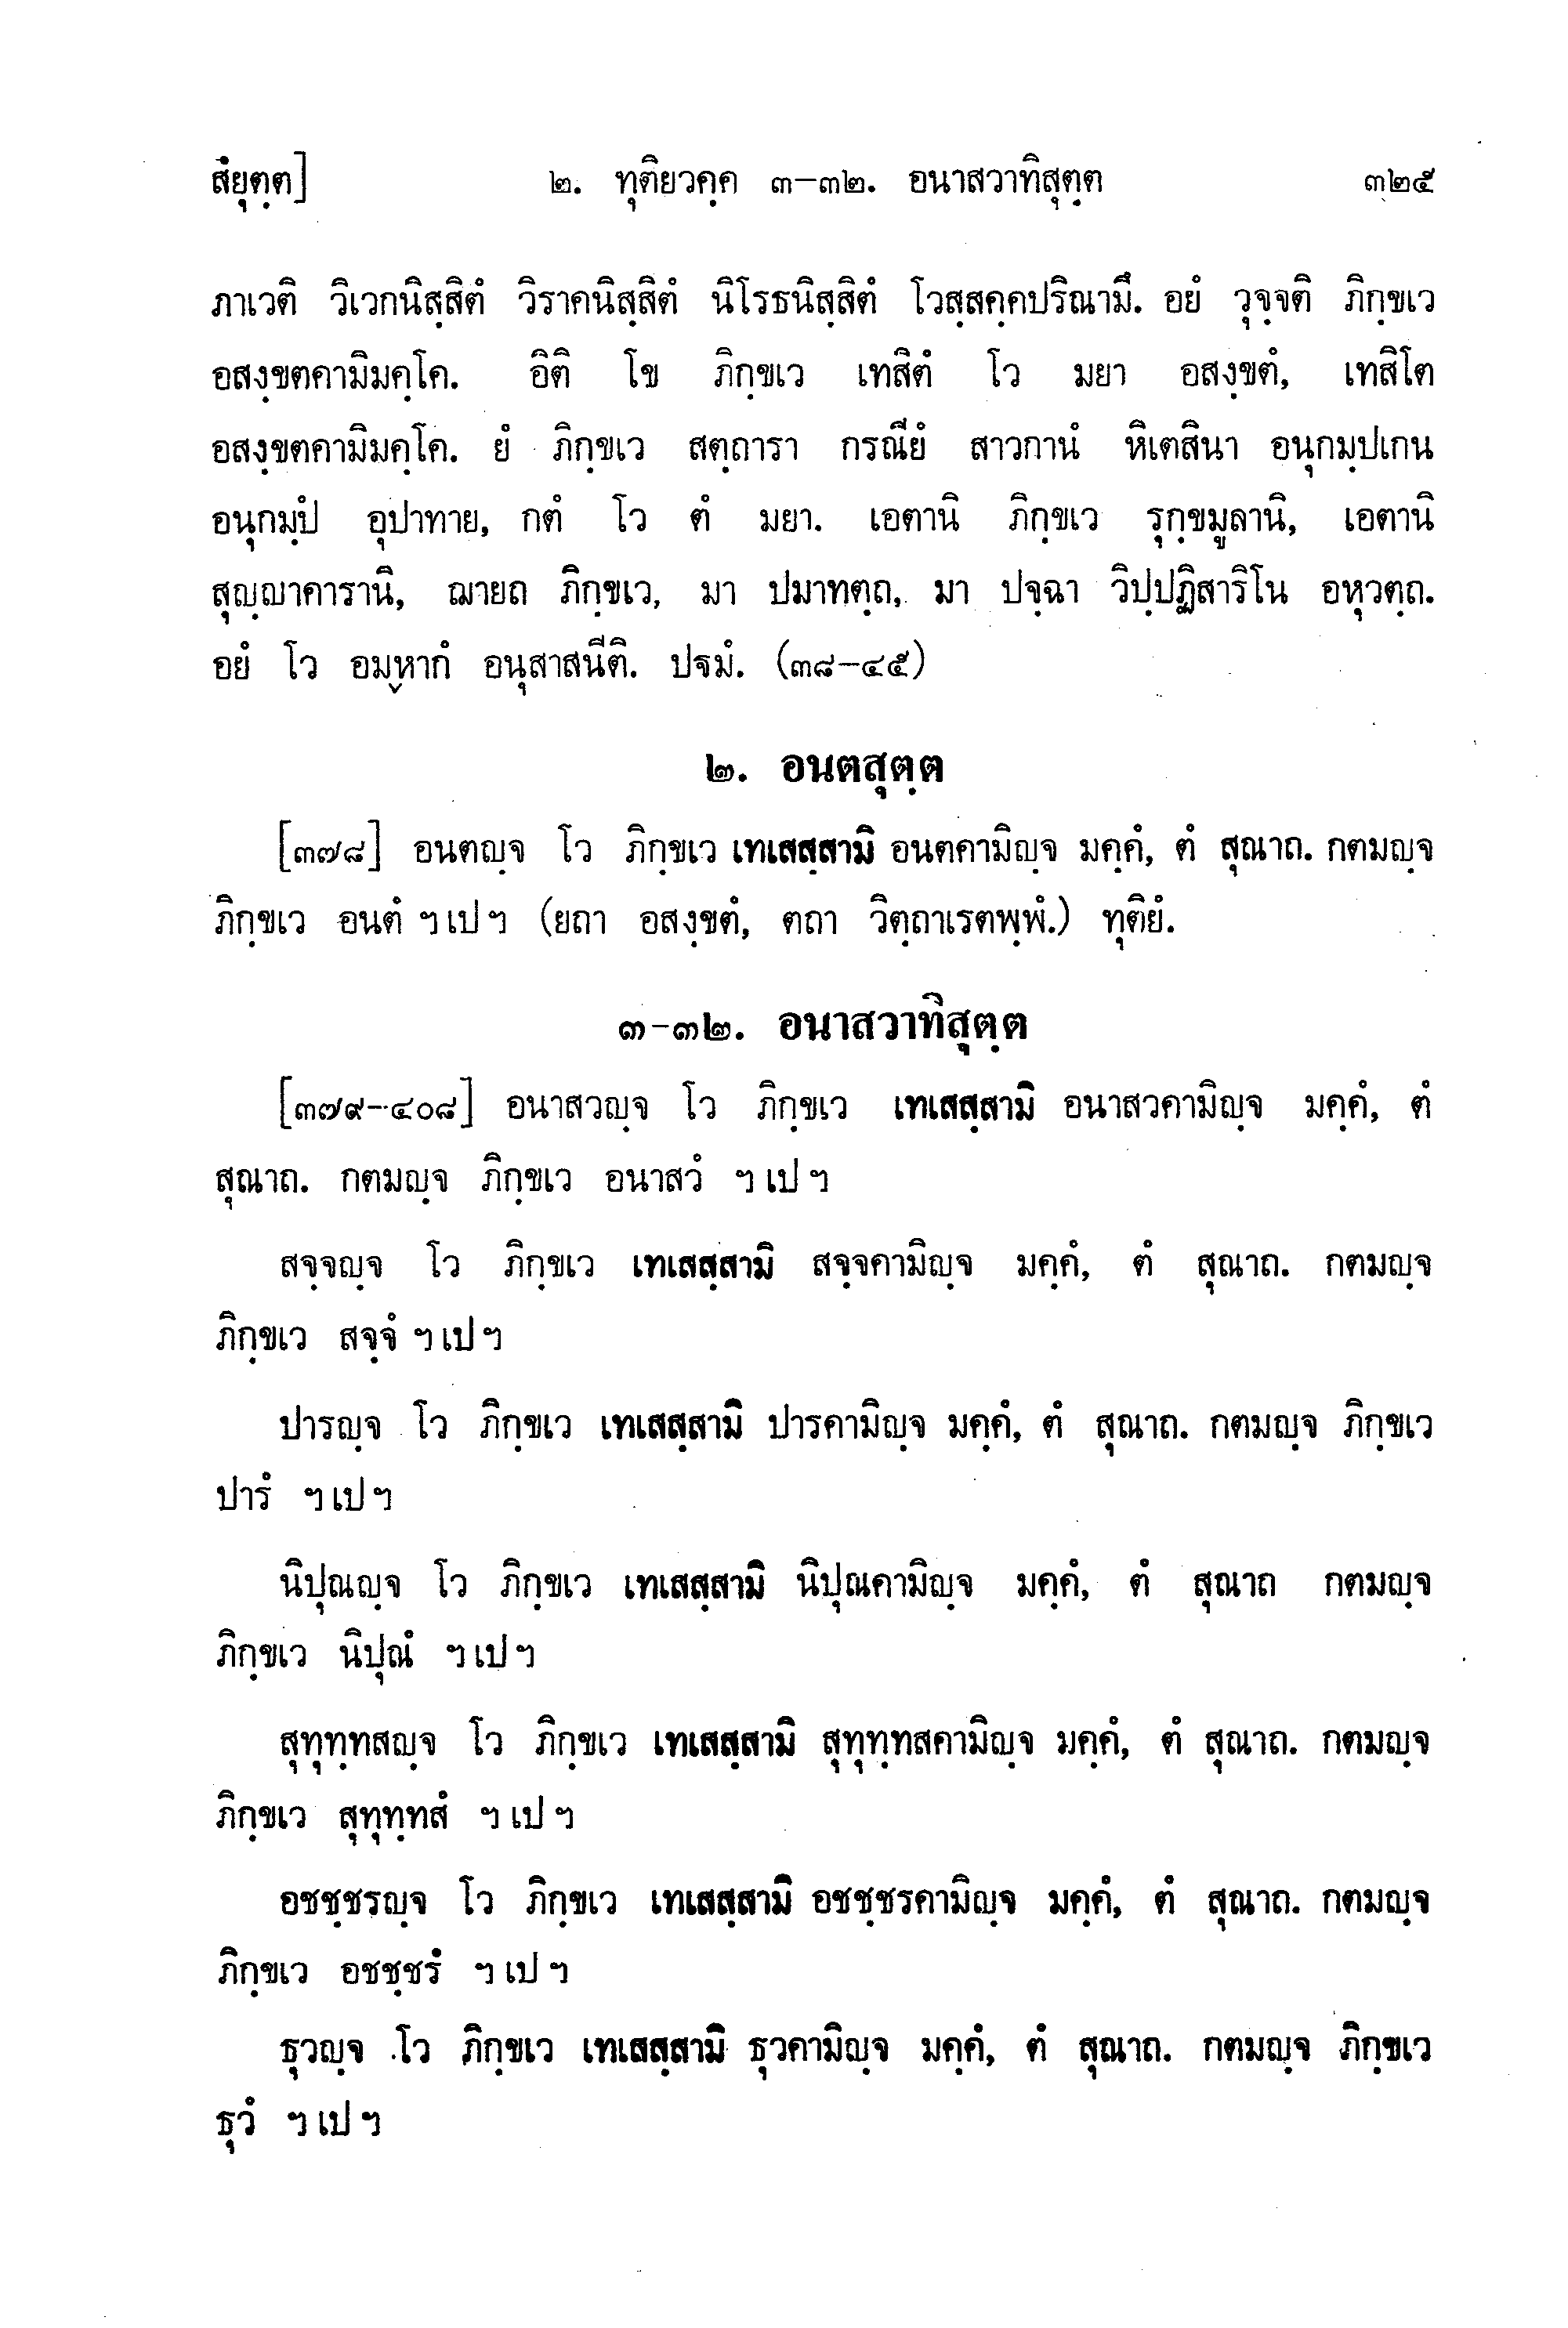 สํยุตฺต] ๒. ทุติยวคฺค ๓-๓๒. อนาสวาทิสุตฺต ๓๒๕
ภาเวติ วิเวกนิสฺสิตํ วิราคนิสฺสิตํ นิโรธนิสฺสิตํ โวสฺสคฺคปริณามึ. อยํ วุจฺจติ ภิกฺขเว
อสงฺขตคามิมคฺโค. อิติ โข ภิกฺขเว เทสิตํ โว มยา อสงฺขตํ, เทสิโต
อสงฺขตคามิมคฺโค. ยํ ภิกฺขเว สตฺถารา กรณียํ สาวกานํ หิเตสินา อนุกมฺปเกน
อนุกมฺปํ อุปาทาย, กตํ โว ตํ มยา. เอตานิ ภิกฺขเว รุกฺขมูลานิ, เอตานิ
สุญฺญาคารานิ, ฌายถ ภิกฺขเว, มา ปมาทตฺถ, มา ปจฺฉา วิปฺปฏิสาริโน อหุวตฺถ.
อยํ โว อมฺหากํ อนุสาสนีติ. ปฐมํ. (๓๘-๔๕)
๒. อนตสุตฺต
[๓๗๘] อนตญฺจ โว ภิกฺขเว เทเสสฺสามิ อนตคามิญฺจ มคฺคํ, ตํ สุณาถ. กตมญฺจ
ภิกฺขเว อนตํ ฯ เป ฯ (ยถา อสงฺขตํ, ตถา วิตฺถาเรตพฺพํ.) ทุติยํ.
๓-๓๒. อนาสวาทิสุตฺต
[๓๗๙-๔๐๘] อนาสวญฺจ โว ภิกฺขเว เทเสสฺสามิ อนาสวคามิญฺจ มคฺคํ, ตํ
สุณาถ. กตมญฺจ ภิกฺขเว อนาสวํ ฯ เป ฯ
สจฺจญฺจ โว ภิกฺขเว เทเสสฺสามิ สจฺจคามิญฺจ มคฺคํ, ตํ สุณาถ. กตมญฺจ
ภิกฺขเว สจฺจํ ฯ เป ฯ
ปารญฺจ โว ภิกฺขเว เทเสสฺสามิ ปารคามิญฺจ มคฺคํ, ตํ สุณาถ. กตมญฺจ ภิกฺขเว
ปารํ ฯ เป ฯ
นิปุณญฺจ โว ภิกฺขเว เทเสสฺสามิ นิปุณคามิญฺจ มคฺคํ, ตํ สุณาถ กตมญฺจ
ภิกฺขเว นิปุณํ ฯ เป ฯ
สุทุทฺทสญฺจ โว ภิกฺขเว เทเสสฺสามิ สุทุทฺทสคามิญฺจ มคฺคํ, ตํ สุณาถ. กตมญฺจ
ภิกฺขเว สุทุทฺทสํ ฯ เป ฯ
อชชฺชรญฺจ โว ภิกฺขเว เทเสสฺสามิ อชชฺชรคามิญฺจ มคฺคํ, ตํ สุณาถ. กตมญฺจ
ภิกฺขเว อชชฺชรํ ฯ เป ฯ
ธุวญฺจ โว ภิกฺขเว เทเสสฺสามิ ธุวคามิญฺจ มคฺคํ, ตํ สุณาถ. กตมญฺจ ภิกฺขเว
ธุวํ ฯ เป ฯ